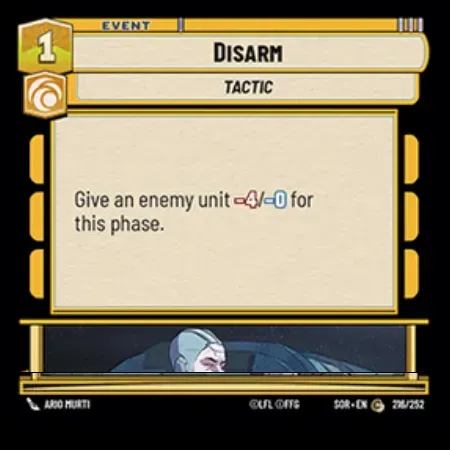 EVENT
1
DISARM
TACTIC
Give an enemy unit -4/-0 for
this phase.
ARIO MURTI
©LFL ©FFG
SOR • EN
216/252